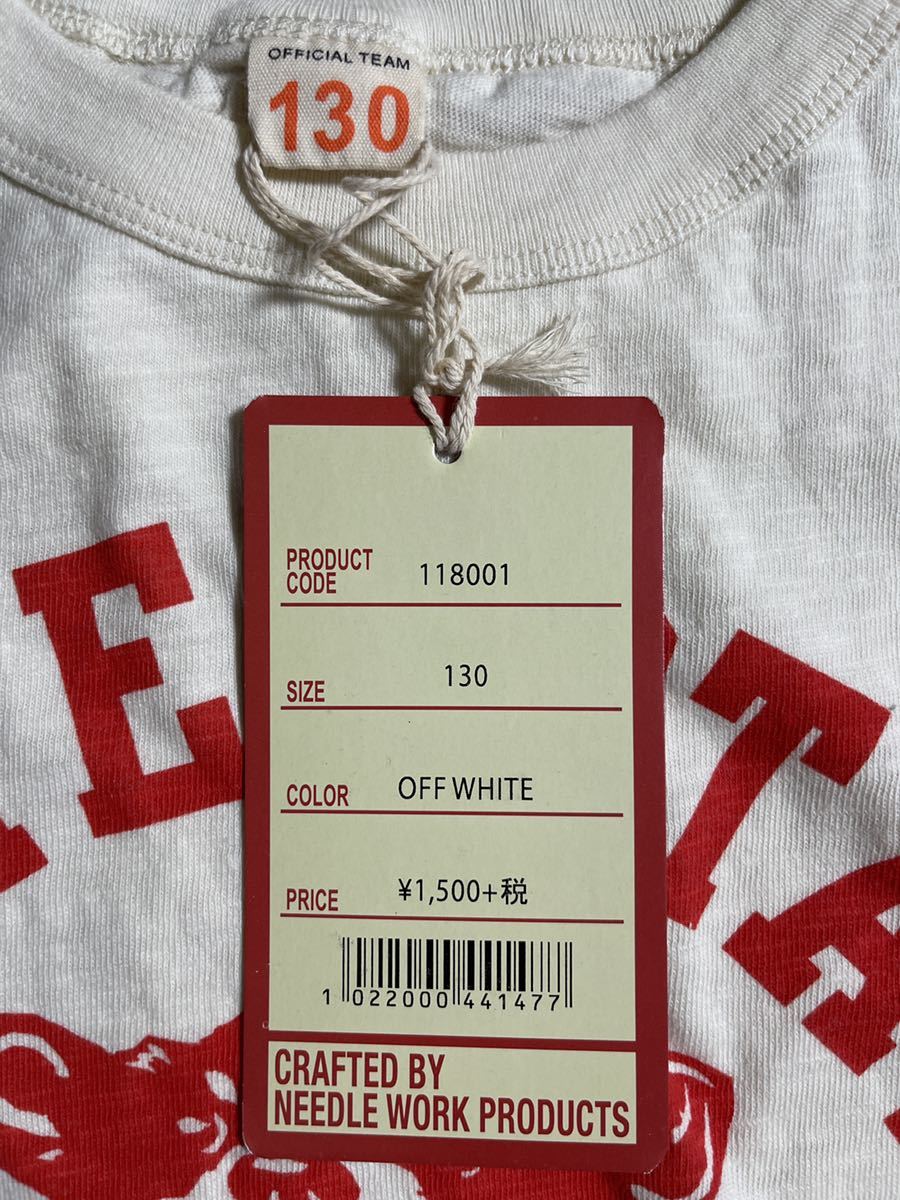 OFFICIAL TEAM
130
PRODUCT CODE 118001
SIZE 130
COLOR OFF WHITE
PRICE ¥1,500+税
1 022000 441477
CRAFTED BY
NEEDLE WORK PRODUCTS